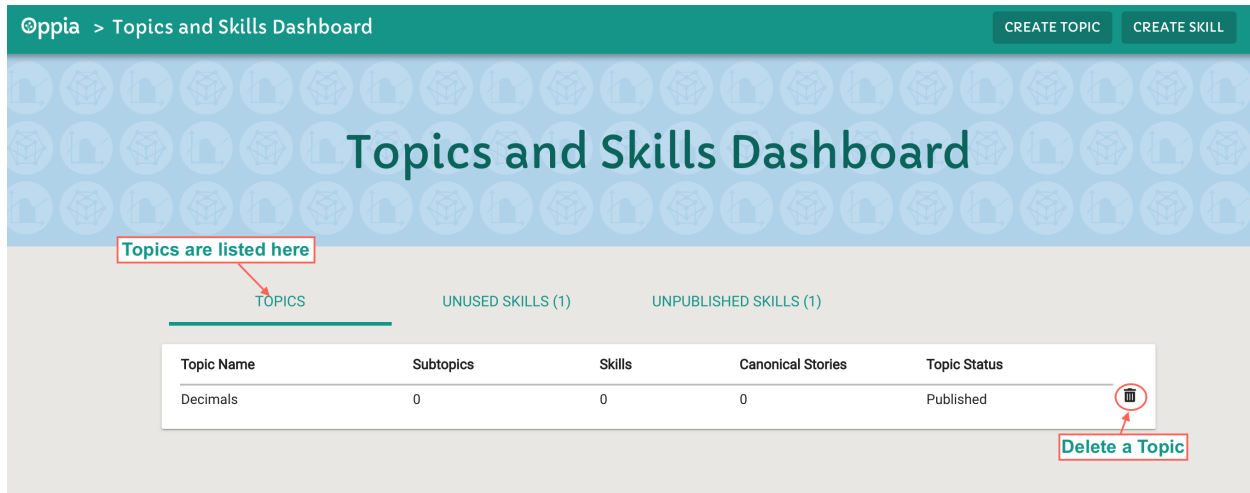 Oppia > Topics and Skills Dashboard CREATE TOPIC CREATE SKILL
Topics and Skills Dashboard
Topics are listed here
TOPICS UNUSED SKILLS (1) UNPUBLISHED SKILLS (1)
Topic Name Subtopics Skills Canonical Stories Topic Status
Decimals 0 0 0 Published
Delete a Topic